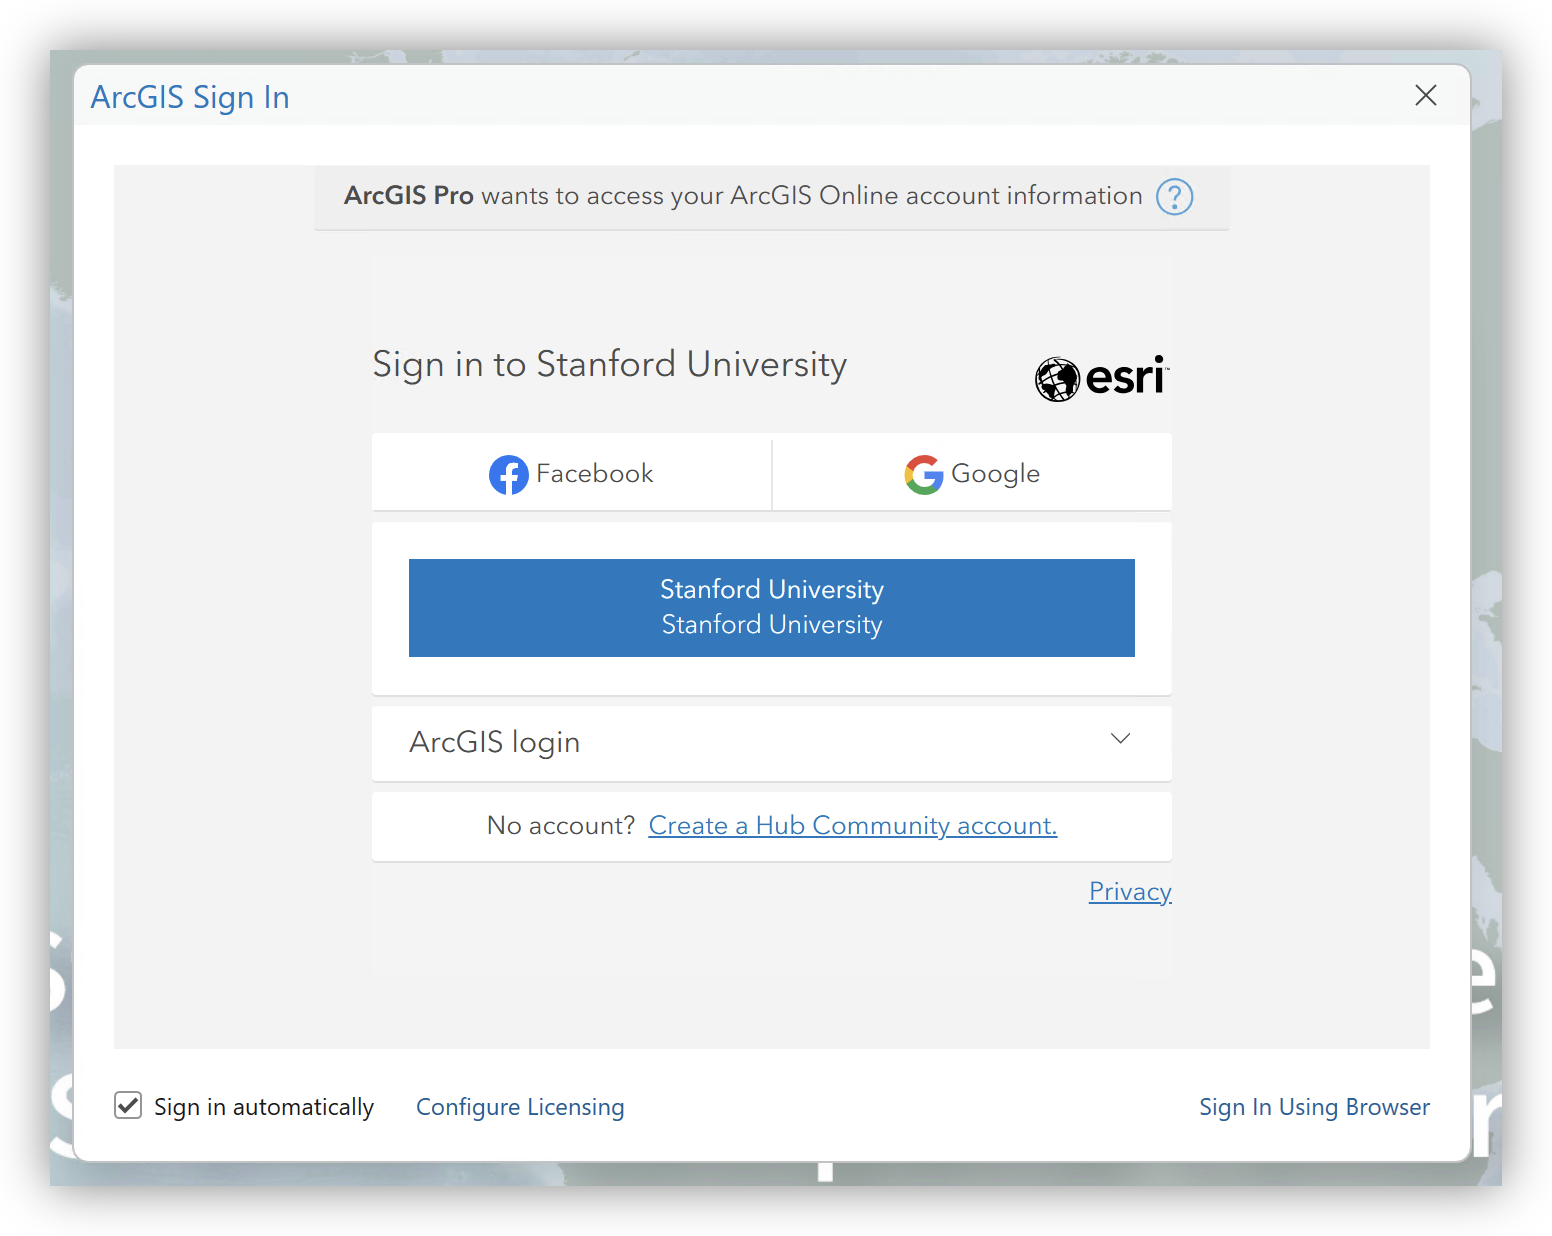 ArcGIS Sign In
ArcGIS Pro wants to access your ArcGIS Online account information ?
Sign in to Stanford University
esri
Facebook
Google
Stanford University
Stanford University
ArcGIS login
No account? Create a Hub Community account.
Privacy
Sign in automatically
Configure Licensing
Sign In Using Browser